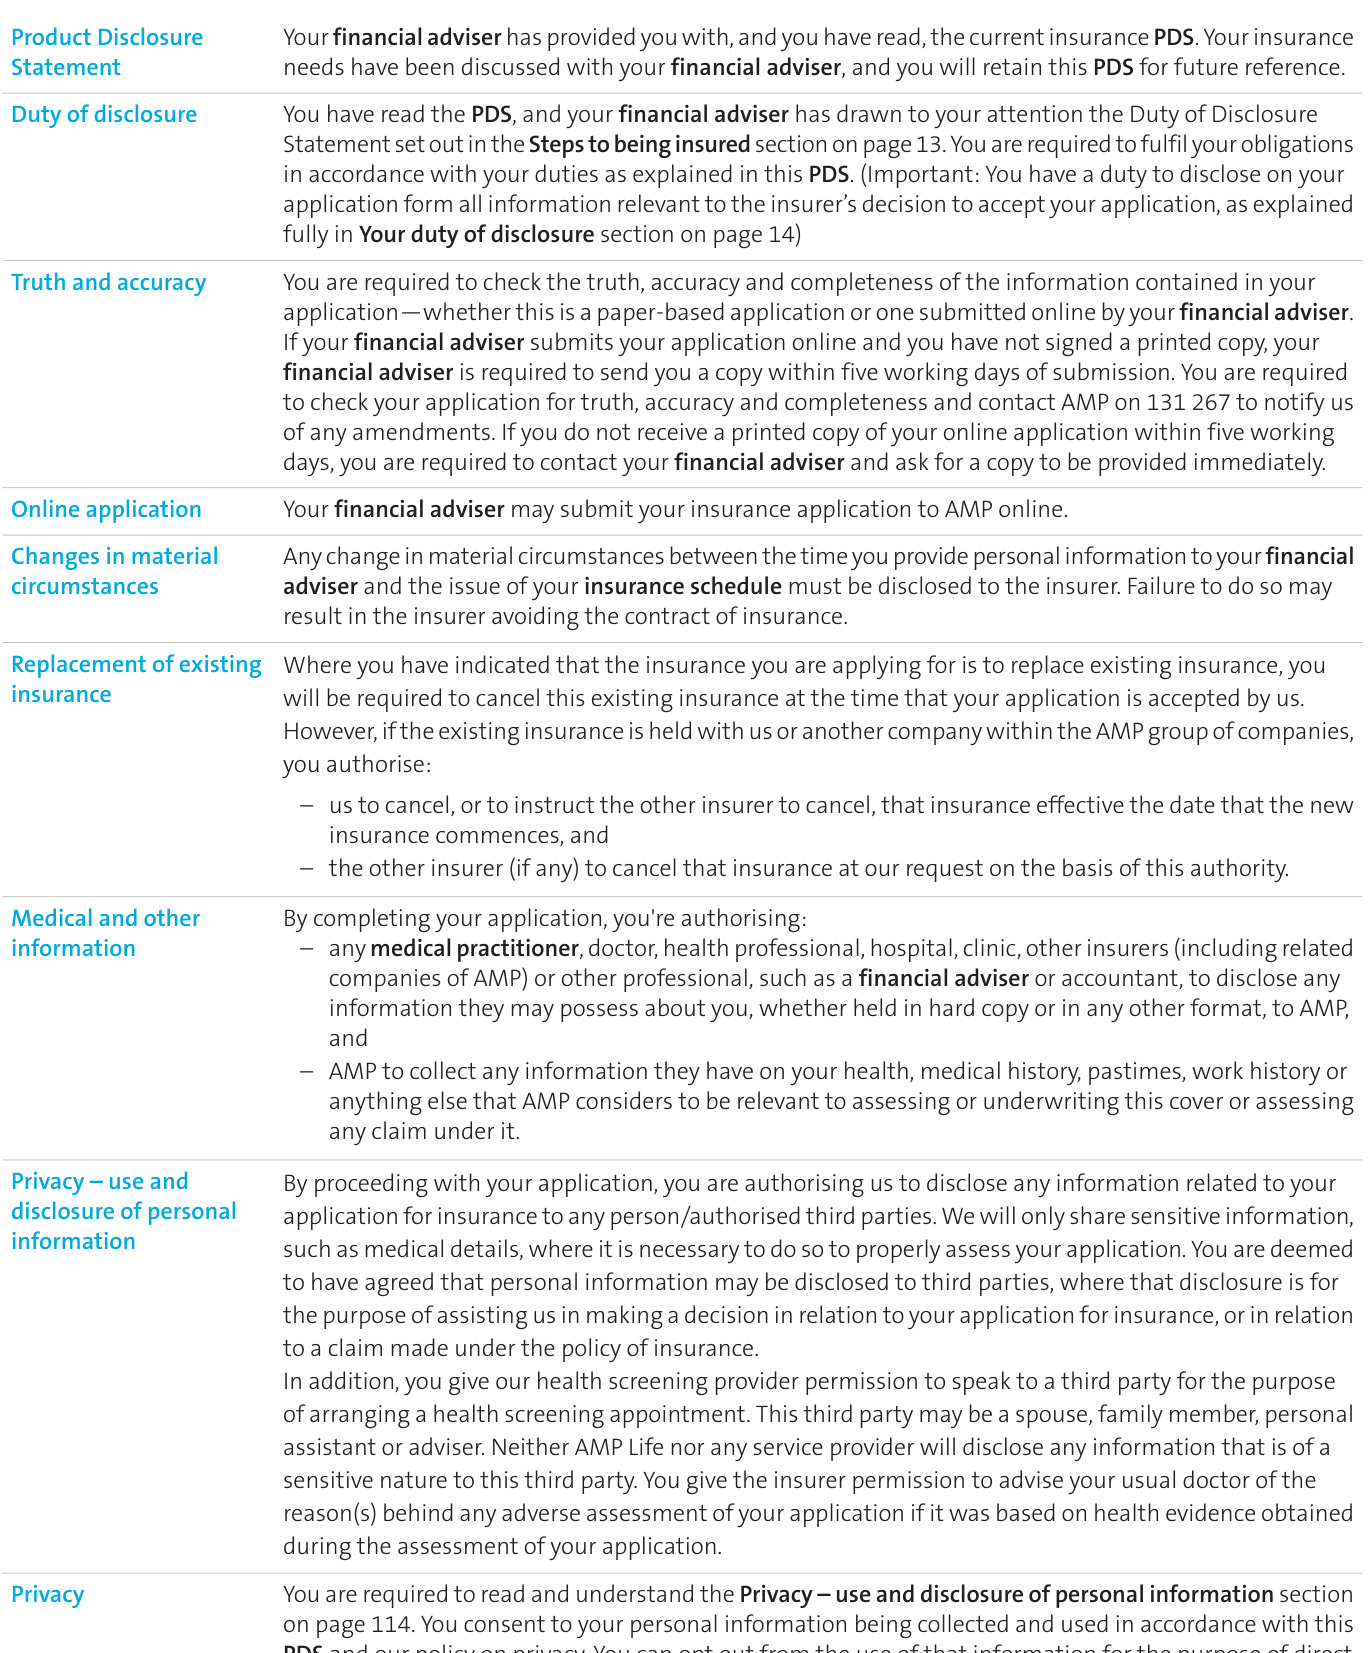 Product Disclosure
Statement
Your financial adviser has provided you with, and you have read, the current insurance PDS. Your insurance
needs have been discussed with your financial adviser, and you will retain this PDS for future reference.
Duty of disclosure
You have read the PDS, and your financial adviser has drawn to your attention the Duty of Disclosure
Statement set out in the Steps to being insured section on page 13. You are required to fulfil your obligations
in accordance with your duties as explained in this PDS. (Important: You have a duty to disclose on your
application form all information relevant to the insurer’s decision to accept your application, as explained
fully in Your duty of disclosure section on page 14)
Truth and accuracy
You are required to check the truth, accuracy and completeness of the information contained in your
application—whether this is a paper-based application or one submitted online by your financial adviser.
If your financial adviser submits your application online and you have not signed a printed copy, your
financial adviser is required to send you a copy within five working days of submission. You are required
to check your application for truth, accuracy and completeness and contact AMP on 131 267 to notify us
of any amendments. If you do not receive a printed copy of your online application within five working
days, you are required to contact your financial adviser and ask for a copy to be provided immediately.
Online application
Your financial adviser may submit your insurance application to AMP online.
Changes in material
circumstances
Any change in material circumstances between the time you provide personal information to your financial
adviser and the issue of your insurance schedule must be disclosed to the insurer. Failure to do so may
result in the insurer avoiding the contract of insurance.
Replacement of existing
insurance
Where you have indicated that the insurance you are applying for is to replace existing insurance, you
will be required to cancel this existing insurance at the time that your application is accepted by us.
However, if the existing insurance is held with us or another company within the AMP group of companies,
you authorise:
– us to cancel, or to instruct the other insurer to cancel, that insurance effective the date that the new
insurance commences, and
– the other insurer (if any) to cancel that insurance at our request on the basis of this authority.
Medical and other
information
By completing your application, you're authorising:
– any medical practitioner, doctor, health professional, hospital, clinic, other insurers (including related
companies of AMP) or other professional, such as a financial adviser or accountant, to disclose any
information they may possess about you, whether held in hard copy or in any other format, to AMP,
and
– AMP to collect any information they have on your health, medical history, pastimes, work history or
anything else that AMP considers to be relevant to assessing or underwriting this cover or assessing
any claim under it.
Privacy – use and
disclosure of personal
information
By proceeding with your application, you are authorising us to disclose any information related to your
application for insurance to any person/authorised third parties. We will only share sensitive information,
such as medical details, where it is necessary to do so to properly assess your application. You are deemed
to have agreed that personal information may be disclosed to third parties, where that disclosure is for
the purpose of assisting us in making a decision in relation to your application for insurance, or in relation
to a claim made under the policy of insurance.
In addition, you give our health screening provider permission to speak to a third party for the purpose
of arranging a health screening appointment. This third party may be a spouse, family member, personal
assistant or adviser. Neither AMP Life nor any service provider will disclose any information that is of a
sensitive nature to this third party. You give the insurer permission to advise your usual doctor of the
reason(s) behind any adverse assessment of your application if it was based on health evidence obtained
during the assessment of your application.
Privacy
You are required to read and understand the Privacy – use and disclosure of personal information section
on page 114. You consent to your personal information being collected and used in accordance with this
PDS and our policy on privacy. You can opt out from the use of that information for the purpose of direct